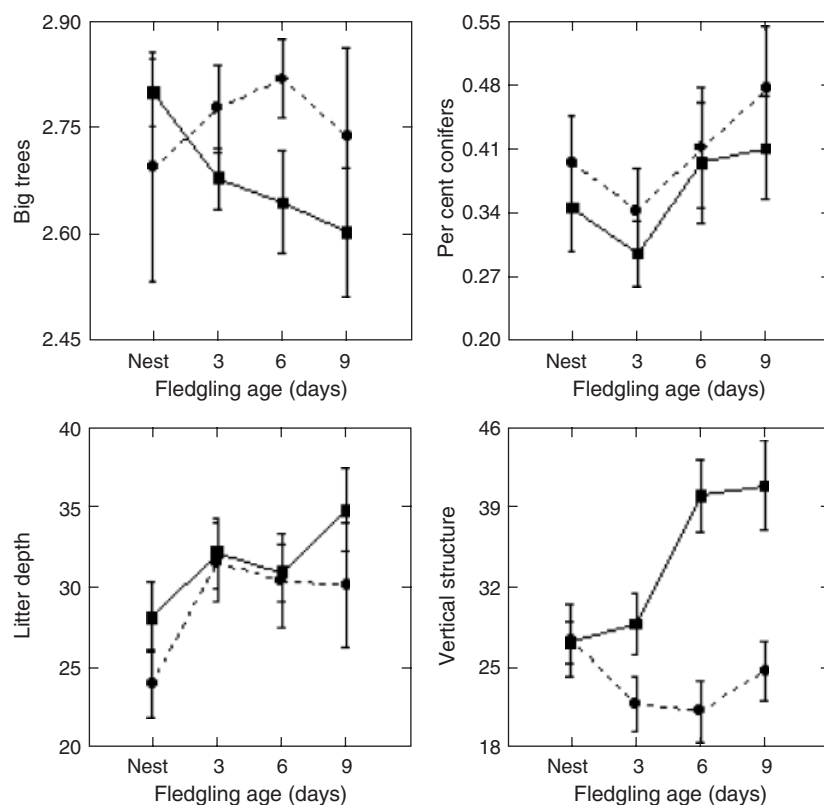 Big trees
2.90
2.75
2.60
2.45
Nest 3 6 9
Fledgling age (days)
Per cent conifers
0.55
0.48
0.41
0.34
0.27
0.20
Nest 3 6 9
Fledgling age (days)
Litter depth
40
35
30
25
20
Nest 3 6 9
Fledgling age (days)
Vertical structure
46
39
32
25
18
Nest 3 6 9
Fledgling age (days)